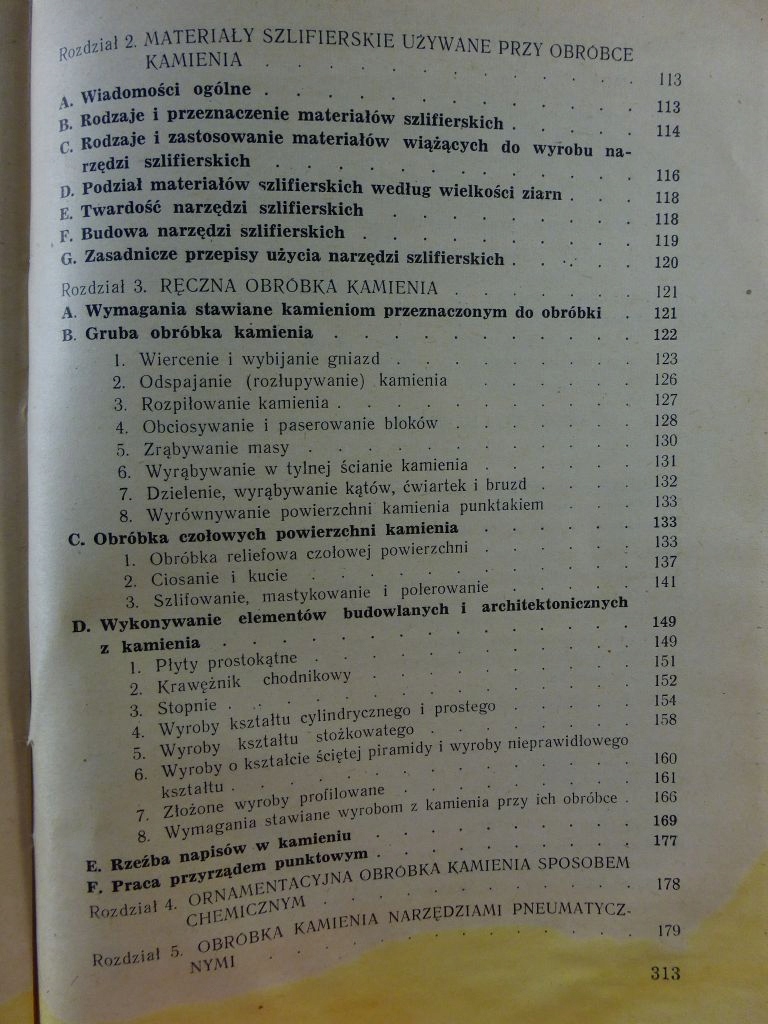 Rozdział 2. MATERIAŁY SZLIFIERSKIE UŻYWANE PRZY OBRÓBCE
KAMIENIA . . . . . . . . . . . 113
A. Wiadomości ogólne . . . . . . . . . . 113
B. Rodzaje i przeznaczenie materiałów szlifierskich . . . . 114
C. Rodzaje i zastosowanie materiałów wiążących do wyrobu na-
rzędzi szlifierskich . . . . . . . . . . 116
D. Podział materiałów szlifierskich według wielkości ziarn . . . 118
E. Twardość narzędzi szlifierskich . . . . . . . 118
F. Budowa narzędzi szlifierskich . . . . . . . . 119
G. Zasadnicze przepisy użycia narzędzi szlifierskich . . . . 120
Rozdział 3. RĘCZNA OBRÓBKA KAMIENIA . . . . . . 121
A. Wymagania stawiane kamieniom przeznaczonym do obróbki . 121
B. Gruba obróbka kamienia . . . . . . . . . 122
1. Wiercenie i wybijanie gniazd . . . . . . . 123
2. Odspajanie (rozłupywanie) kamienia . . . . . 126
3. Rozpiłowanie kamienia . . . . . . . . . 127
4. Obciosywanie i paserowanie bloków . . . . . . 128
5. Zrąbywanie masy . . . . . . . . . . 130
6. Wyrąbywanie w tylnej ścianie kamienia . . . . . 131
7. Dzielenie, wyrąbywanie kątów, ćwiartek i bruzd . . . . 132
8. Wyrównywanie powierzchni kamienia punktakiem . . . 133
C. Obróbka czołowych powierzchni kamienia . . . . . 133
1. Obróbka reliefowa czołowej powierzchni . . . . . 133
2. Ciosanie i kucie . . . . . . . . . . 137
3. Szlifowanie, mastykowanie i polerowanie . . . . . 141
D. Wykonywanie elementów budowlanych i architektonicznych
z kamienia . . . . . . . . . . . . 149
1. Płyty prostokątne . . . . . . . . . . 149
2. Krawężnik chodnikowy . . . . . . . . 151
3. Stopnie . . . . . . . . . . . . 152
4. Wyroby kształtu cylindrycznego i prostego . . . . 154
5. Wyroby kształtu stożkowatego . . . . . . . 158
6. Wyroby o kształcie ściętej piramidy i wyroby nieprawidłowego
kształtu . . . . . . . . . . . . 160
7. Złożone wyroby profilowane . . . . . . . 161
8. Wymagania stawiane wyrobom z kamienia przy ich obróbce . 166
E. Rzeźba napisów w kamieniu . . . . . . . . 169
F. Praca przyrządem punktowym . . . . . . . . 177
Rozdział 4. ORNAMENTACYJNA OBRÓBKA KAMIENIA SPOSOBEM
CHEMICZNYM . . . . . . . . . . 178
Rozdział 5. OBRÓBKA KAMIENIA NARZĘDZIAMI PNEUMATYCZ-
NYMI . . . . . . . . . . . . 179
313